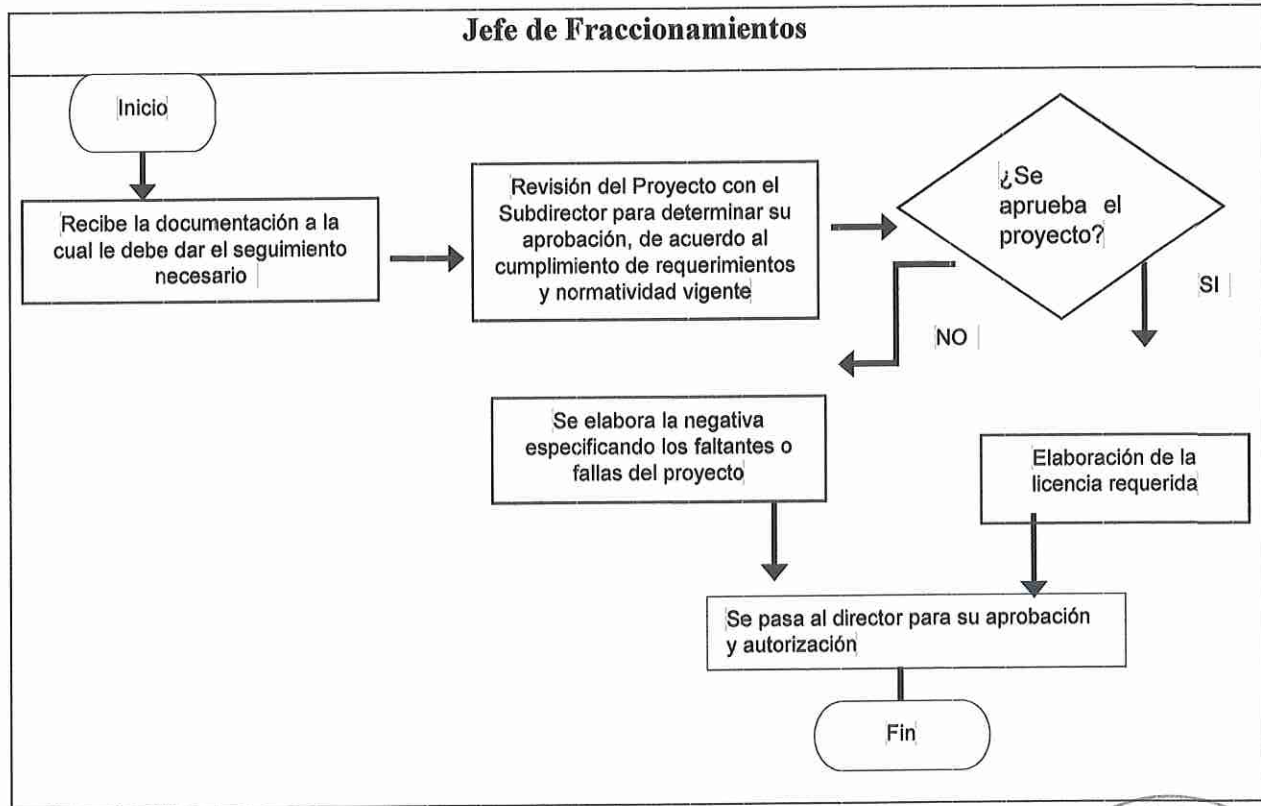 Jefe de Fraccionamientos
Inicio
Recibe la documentación a la
cual le debe dar el seguimiento
necesario
Revisión del Proyecto con el
Subdirector para determinar su
aprobación, de acuerdo al
cumplimiento de requerimientos
y normatividad vigente
¿Se
aprueba el
proyecto?
SI
NO
Se elabora la negativa
especificando los faltantes o
fallas del proyecto
Elaboración de la
licencia requerida
Se pasa al director para su aprobación
y autorización
Fin